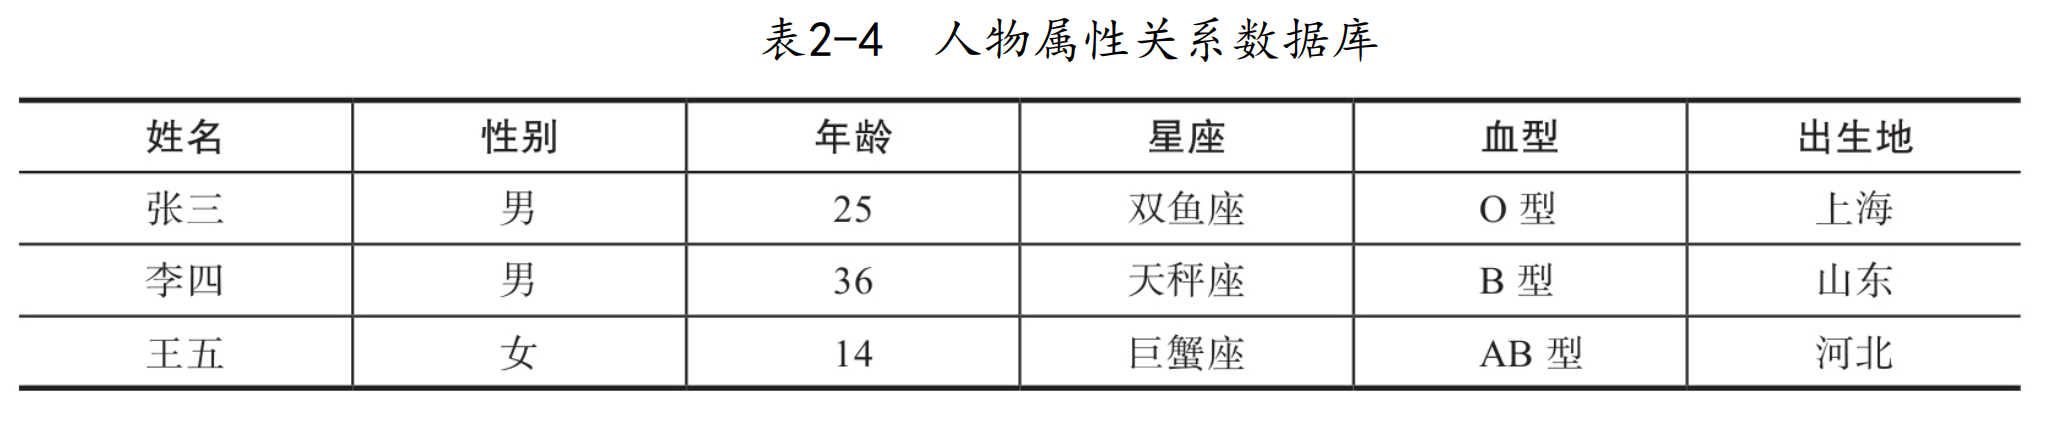 表2-4 人物属性关系数据库
姓名 性别 年龄 星座 血型 出生地
张三 男 25 双鱼座 O 型 上海
李四 男 36 天秤座 B 型 山东
王五 女 14 巨蟹座 AB 型 河北